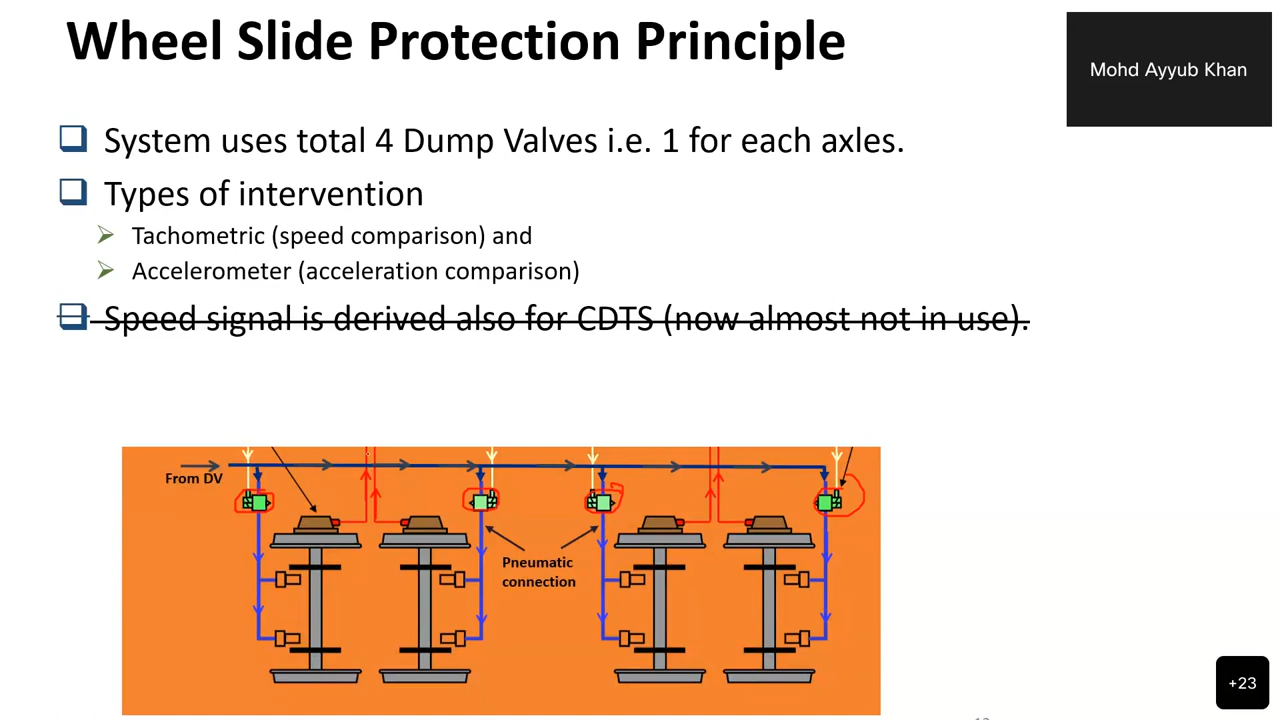 Wheel Slide Protection Principle
Mohd Ayyub Khan
System uses total 4 Dump Valves i.e. 1 for each axles.
Types of intervention
Tachometric (speed comparison) and
Accelerometer (acceleration comparison)
Speed signal is derived also for CDTS (now almost not in use).
From DV
Pneumatic
connection
+23